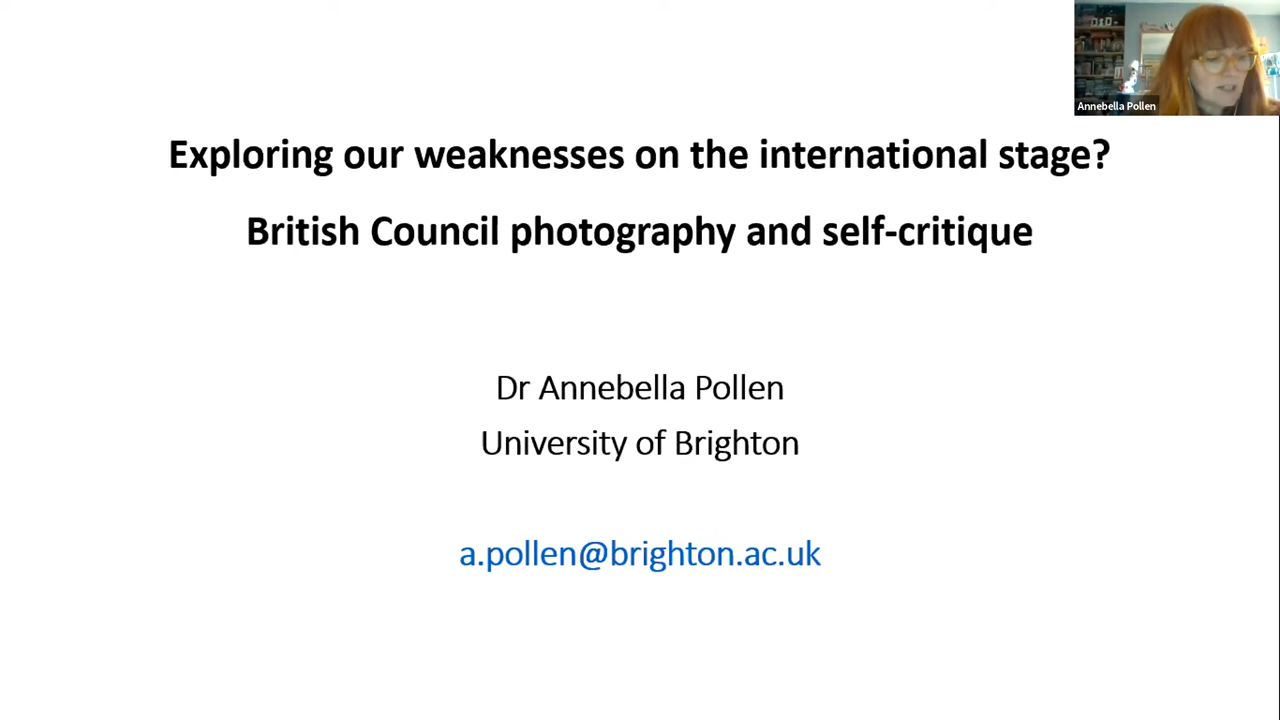 Annebella Pollen
Exploring our weaknesses on the international stage?
British Council photography and self-critique
Dr Annebella Pollen
University of Brighton
a.pollen@brighton.ac.uk